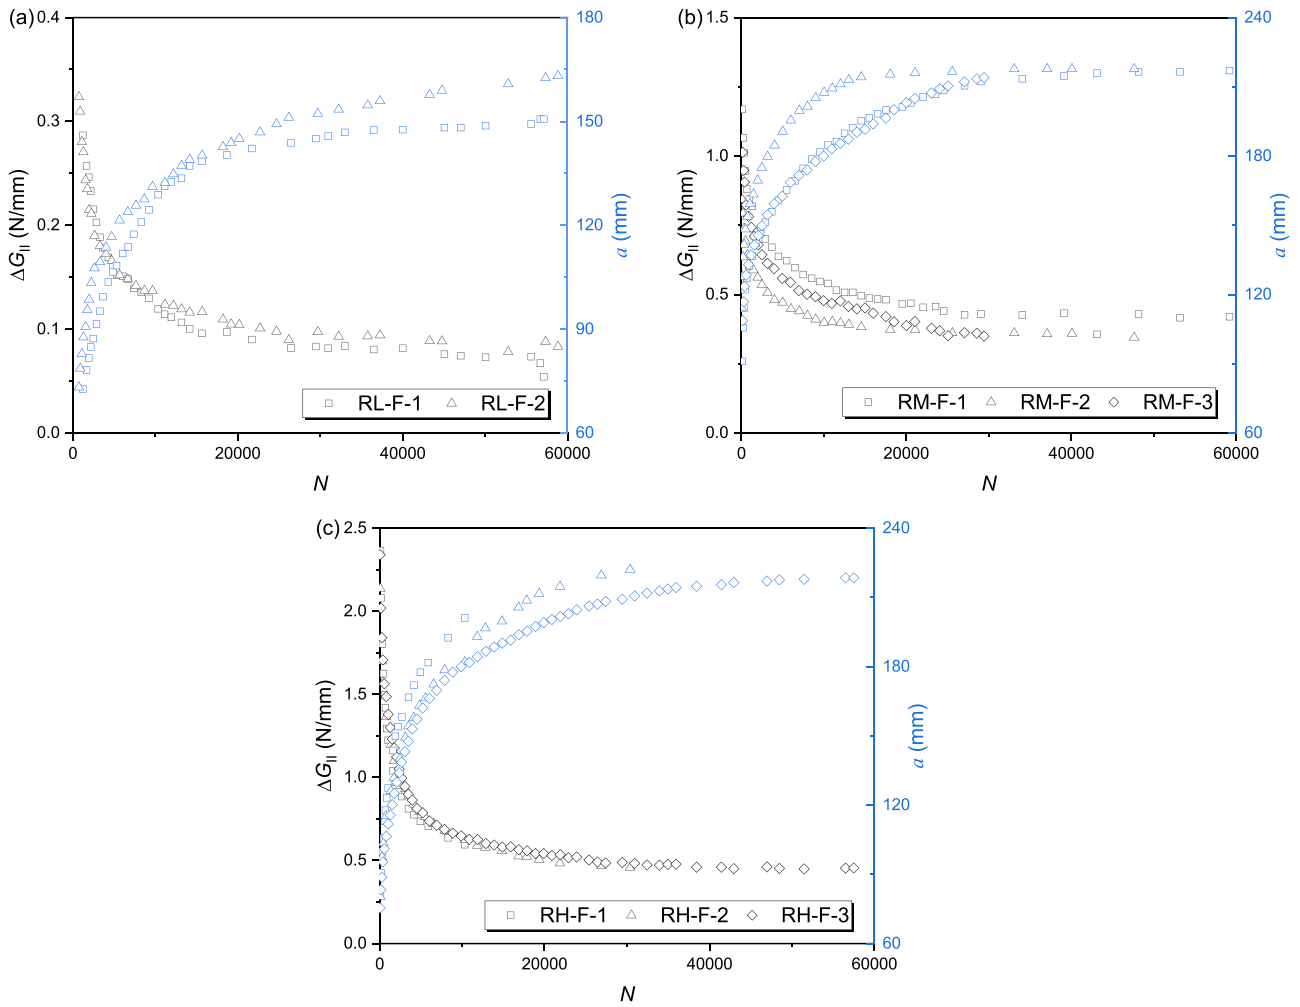 (a)
0.4
0.3
0.2
0.1
0.0
ΔG_II (N/mm)
180
150
120
90
60
a (mm)
0
20000
40000
60000
N
RL-F-1 RL-F-2
(b)
1.5
1.0
0.5
0.0
ΔG_II (N/mm)
240
180
120
60
a (mm)
0
20000
40000
60000
N
RM-F-1 RM-F-2 RM-F-3
(c)
2.5
2.0
1.5
1.0
0.5
0.0
ΔG_II (N/mm)
240
180
120
60
a (mm)
0
20000
40000
60000
N
RH-F-1 RH-F-2 RH-F-3